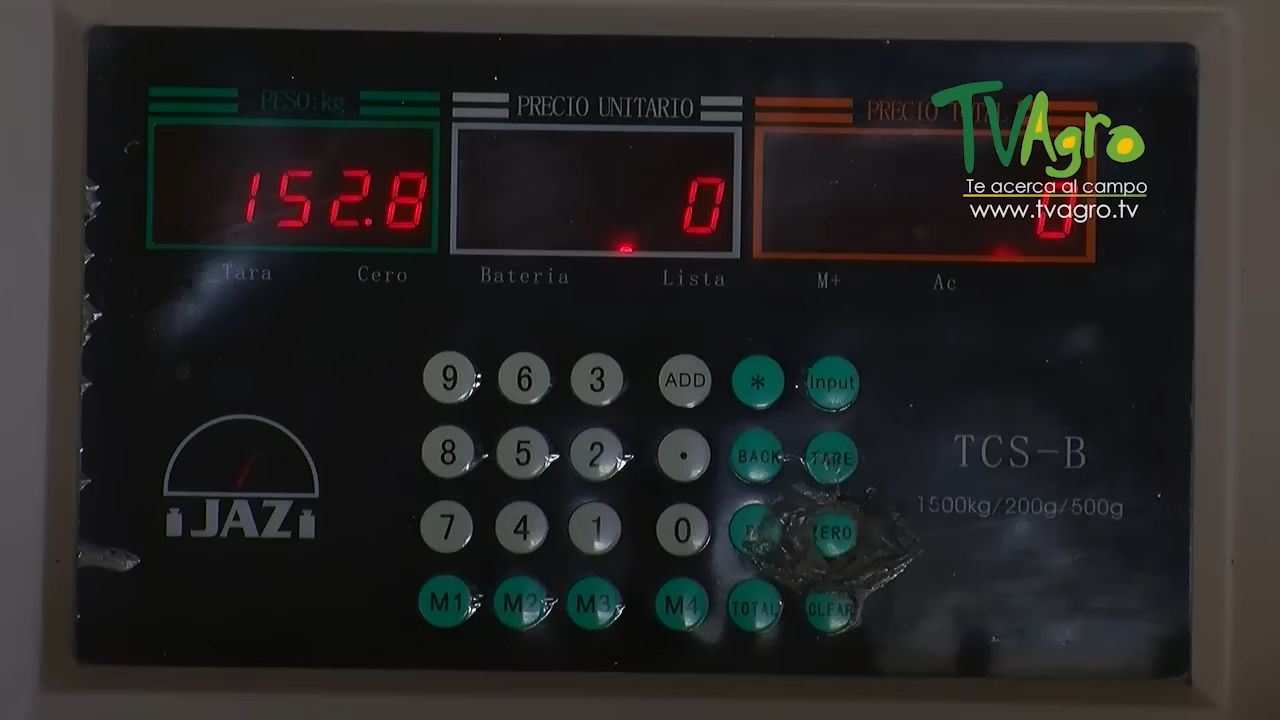 PESO:kg PRECIO UNITARIO PRECIO TOTAL
TVAgro
Te acerca al campo
www.tvagro.tv
152.8 0 0
Tara Cero Bateria Lista M+ Ac
9 6 3 ADD * Input
8 5 2 . BACK TARE
7 4 1 0 ZERO
M1 M2 M3 M4 TOTAL CLEAR
JAZ
TCS-B
1500kg/200g/500g